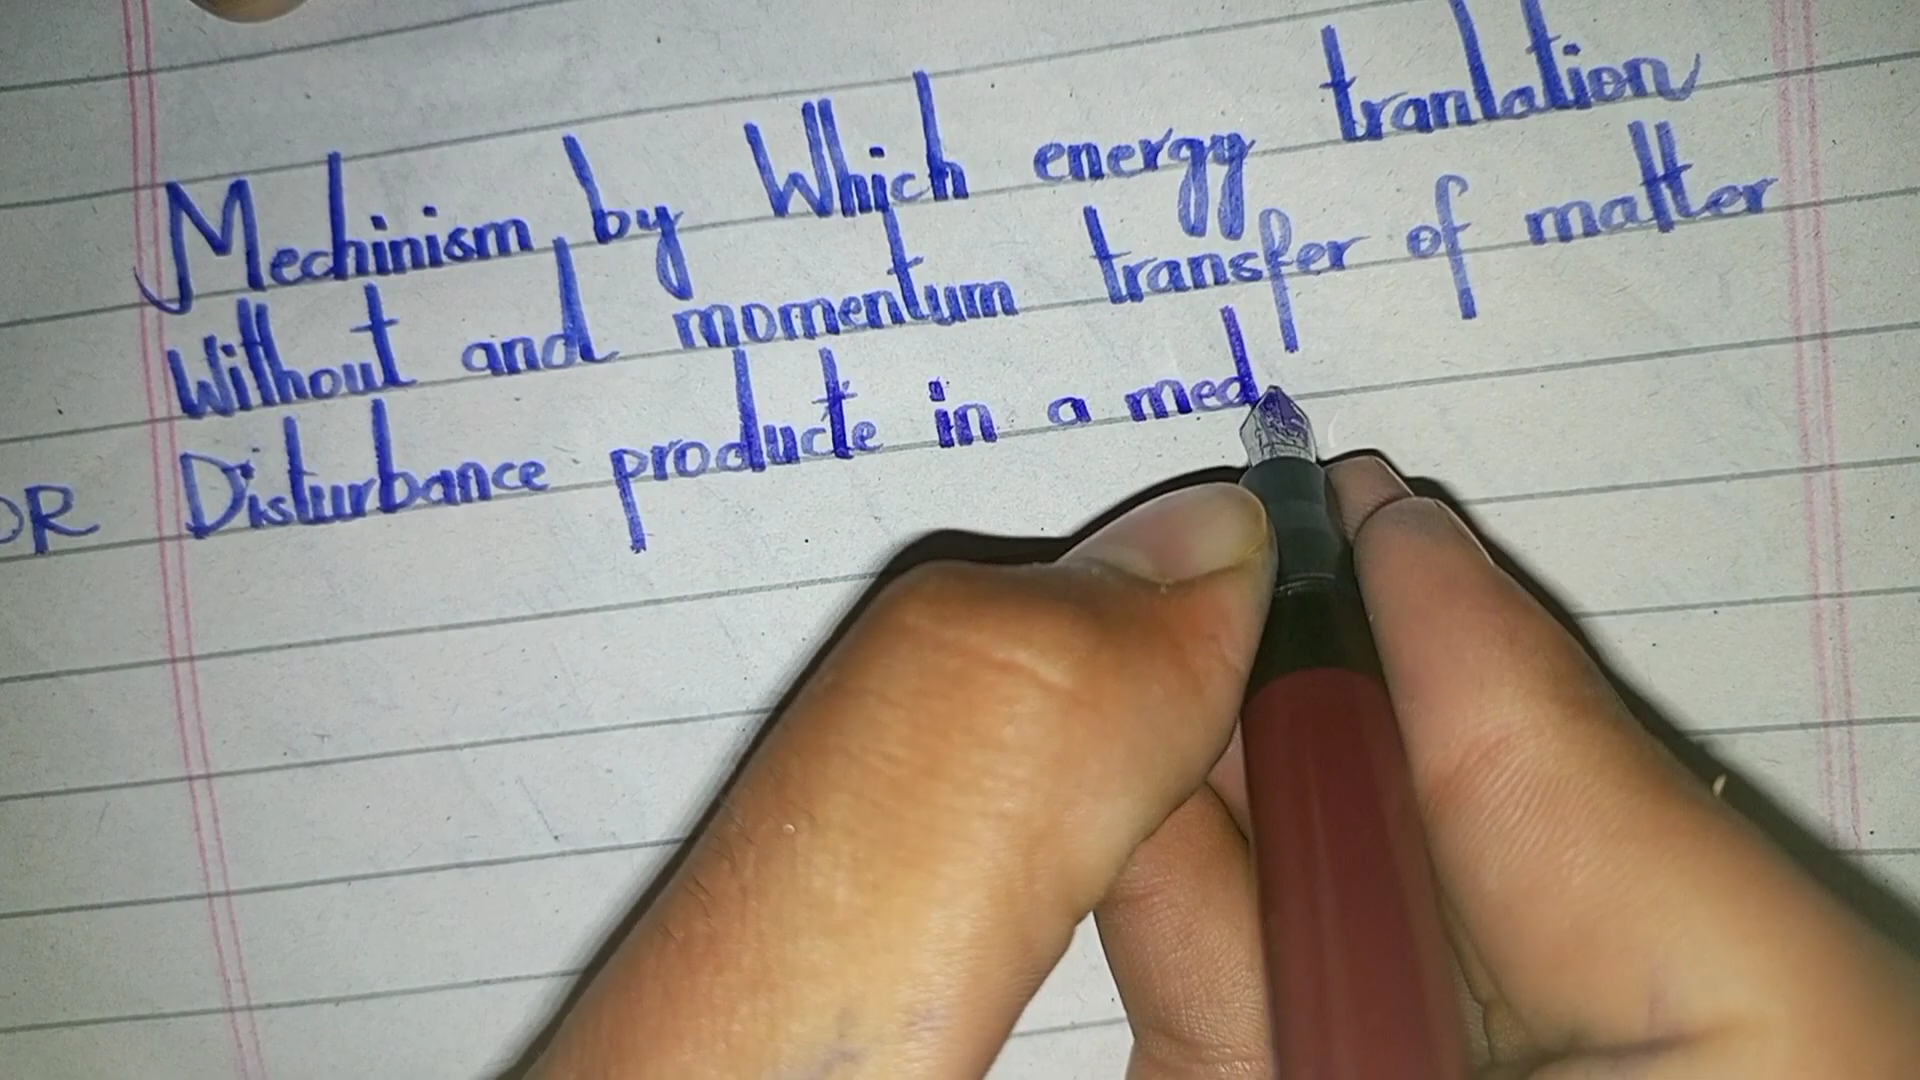 Mechinism by Which energy tranlation
Without and momentum transfer of matter
OR Disturbance producte in a med